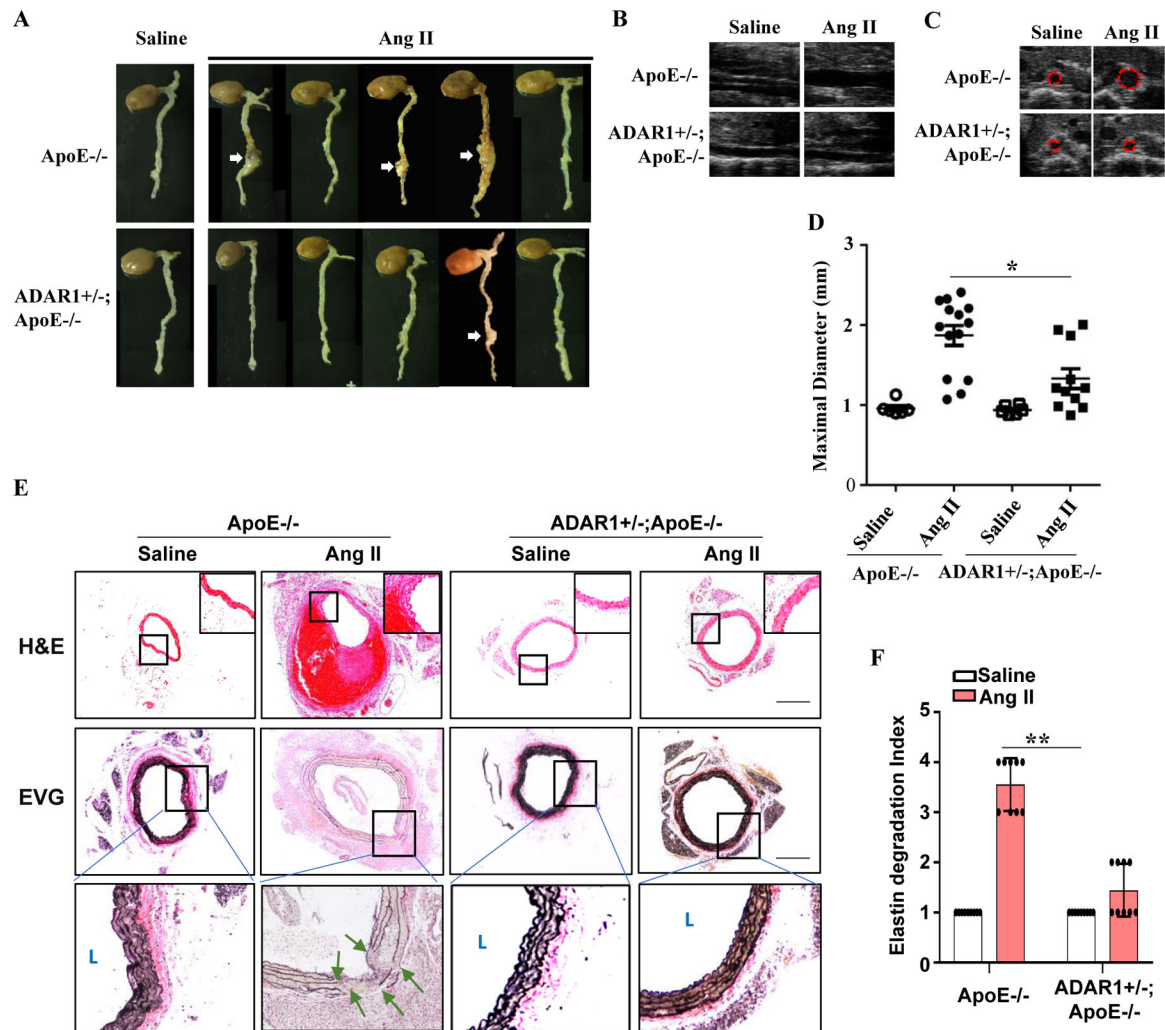 A
Saline
Ang II
ApoE-/-
ADAR1+/-;
ApoE-/-
B
Saline
Ang II
ApoE-/-
ADAR1+/-;
ApoE-/-
C
Saline
Ang II
ApoE-/-
ADAR1+/-;
ApoE-/-
D
Maximal Diameter (mm)
3
2
1
0
*
Saline
Ang II
Saline
Ang II
ApoE-/-
ADAR1+/-;ApoE-/-
E
ApoE-/-
ADAR1+/-;ApoE-/-
Saline
Ang II
Saline
Ang II
H&E
EVG
L
L
L
F
Saline
Ang II
Elastin degradation Index
5
4
3
2
1
0
**
ApoE-/-
ADAR1+/-;
ApoE-/-